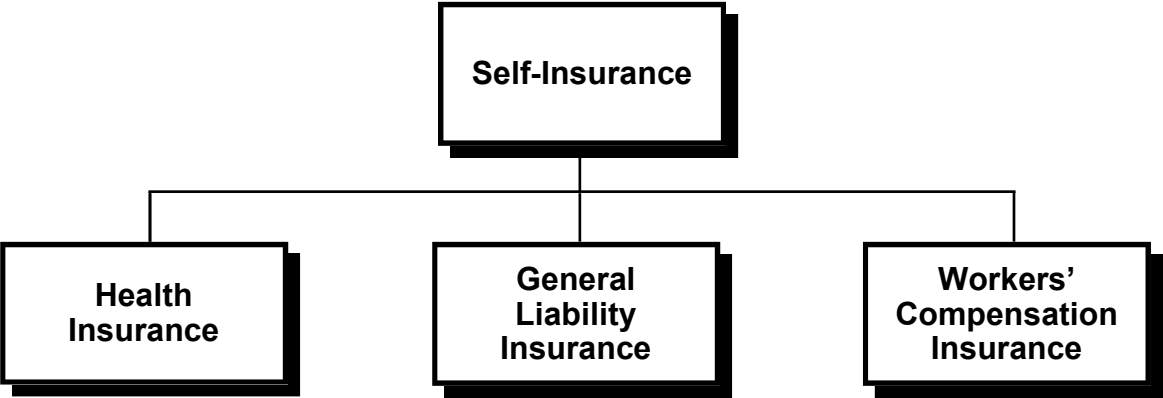 Self-Insurance
Health
Insurance
General
Liability
Insurance
Workers’
Compensation
Insurance